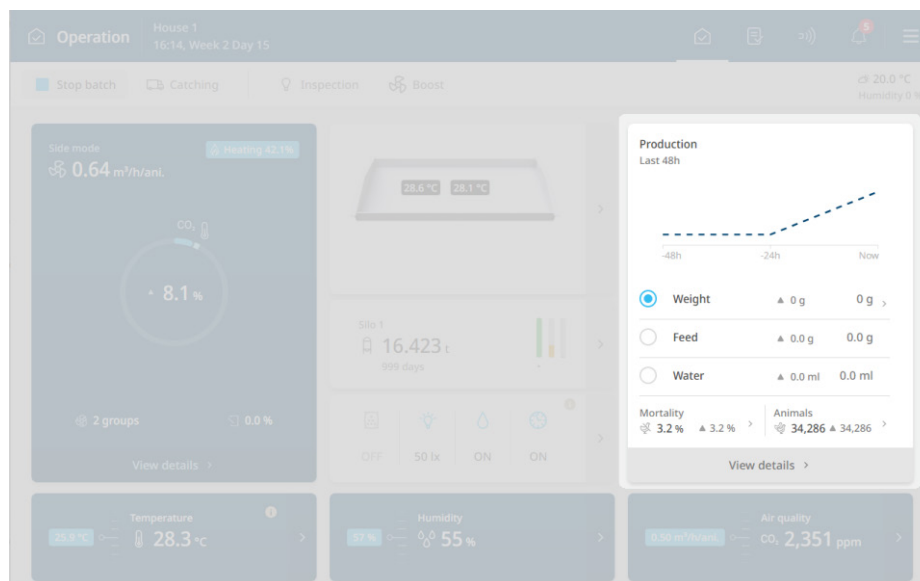 Operation
House 1
16:14, Week 2 Day 15
5
Stop batch
Catching
Inspection
Boost
20.0 °C
Humidity 0 %
Side mode
Heating 42.1%
0.64 m³/h/ani.
CO₂
8.1 %
2 groups
0.0 %
View details
28.6 °C 28.1 °C
Silo 1
16.423 t
999 days
OFF 50 lx ON ON
Production
Last 48h
-48h -24h Now
Weight ▲ 0 g 0 g
Feed ▲ 0.0 g 0.0 g
Water ▲ 0.0 ml 0.0 ml
Mortality
3.2 % ▲ 3.2 %
Animals
34,286 ▲ 34,286
View details
Temperature
25.9 °C 28.3 °C
Humidity
57 % 55 %
Air quality
0.50 m³/h/ani. CO₂ 2,351 ppm